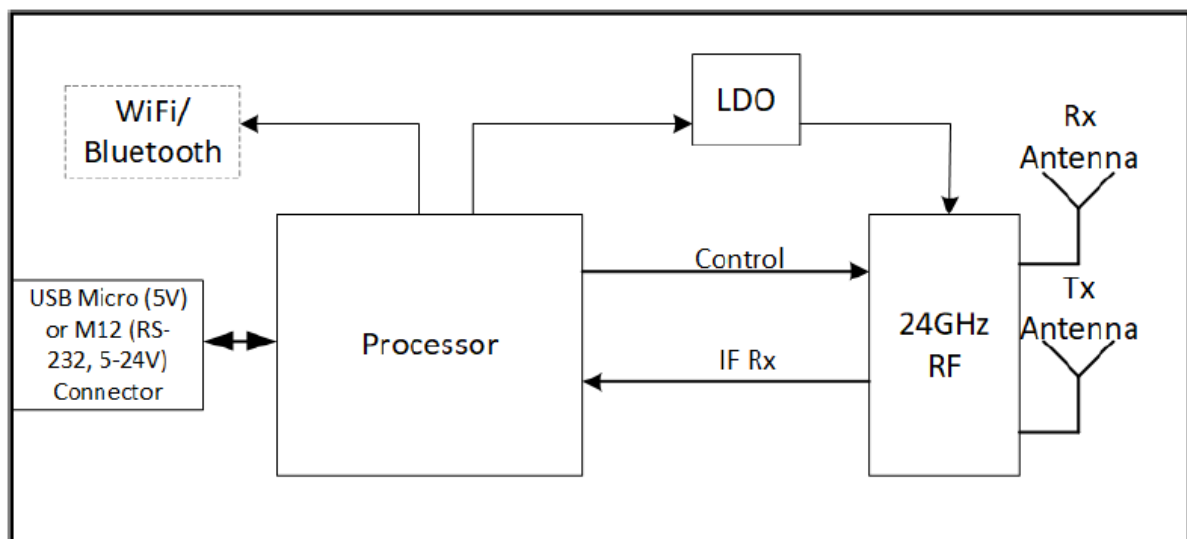 WiFi/
Bluetooth
LDO
Rx
Antenna
USB Micro (5V)
or M12 (RS-
232, 5-24V)
Connector
Processor
Control
IF Rx
24GHz
RF
Tx
Antenna